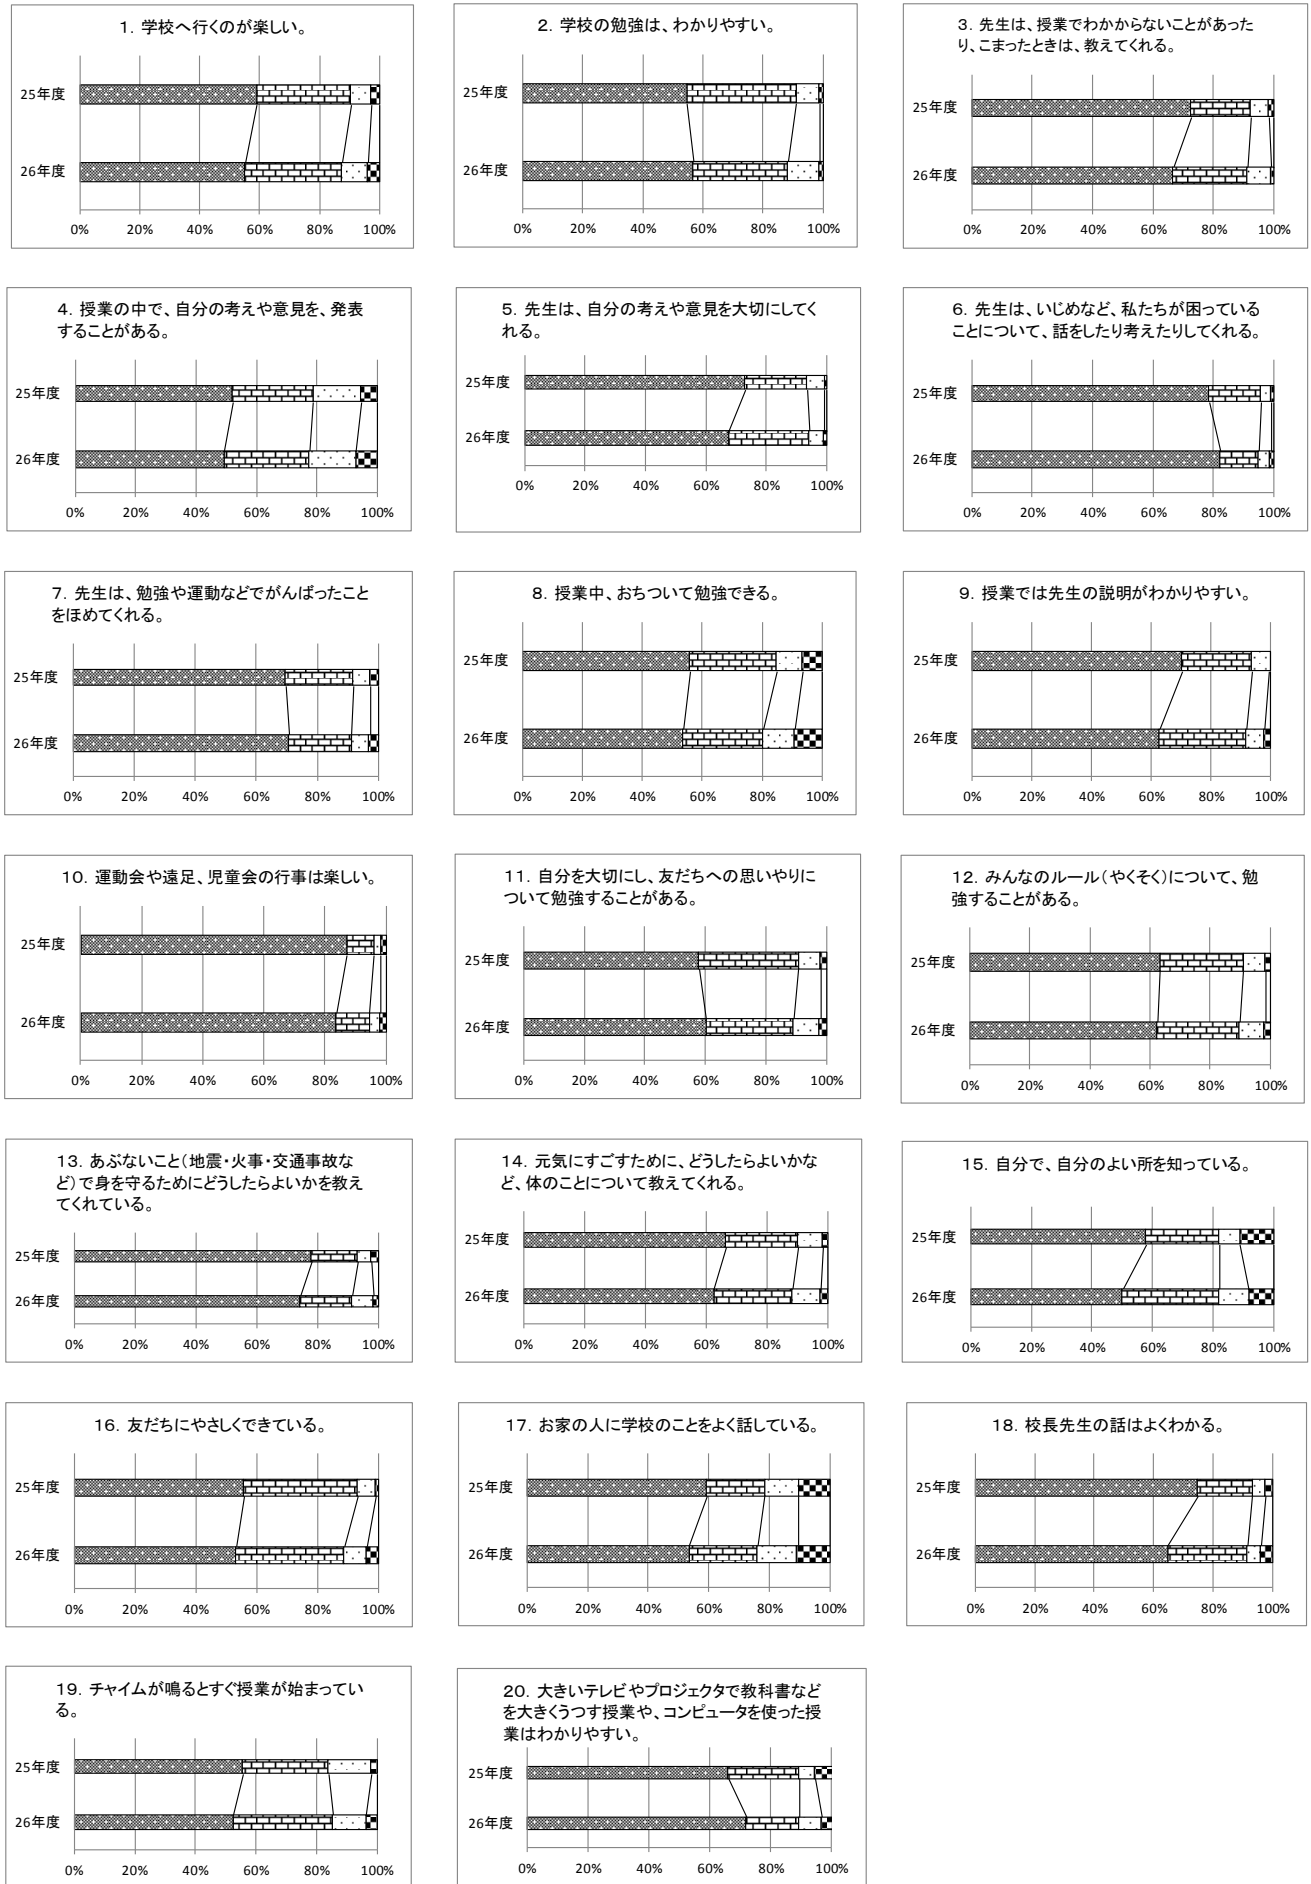 1. 学校へ行くのが楽しい。
25年度
26年度
0% 20% 40% 60% 80% 100%
2. 学校の勉強は、わかりやすい。
25年度
26年度
0% 20% 40% 60% 80% 100%
3. 先生は、授業でわかからないことがあった
り、こまったときは、教えてくれる。
25年度
26年度
0% 20% 40% 60% 80% 100%
4. 授業の中で、自分の考えや意見を、発表
することがある。
25年度
26年度
0% 20% 40% 60% 80% 100%
5. 先生は、自分の考えや意見を大切にしてく
れる。
25年度
26年度
0% 20% 40% 60% 80% 100%
6. 先生は、いじめなど、私たちが困っている
ことについて、話をしたり考えたりしてくれる。
25年度
26年度
0% 20% 40% 60% 80% 100%
7. 先生は、勉強や運動などでがんばったこと
をほめてくれる。
25年度
26年度
0% 20% 40% 60% 80% 100%
8. 授業中、おちついて勉強できる。
25年度
26年度
0% 20% 40% 60% 80% 100%
9. 授業では先生の説明がわかりやすい。
25年度
26年度
0% 20% 40% 60% 80% 100%
10. 運動会や遠足、児童会の行事は楽しい。
25年度
26年度
0% 20% 40% 60% 80% 100%
11. 自分を大切にし、友だちへの思いやりに
ついて勉強することがある。
25年度
26年度
0% 20% 40% 60% 80% 100%
12. みんなのルール(やくそく)について、勉
強することがある。
25年度
26年度
0% 20% 40% 60% 80% 100%
13. あぶないこと(地震・火事・交通事故な
ど)で身を守るためにどうしたらよいかを教え
てくれている。
25年度
26年度
0% 20% 40% 60% 80% 100%
14. 元気にすごすために、どうしたらよいかな
ど、体のことについて教えてくれる。
25年度
26年度
0% 20% 40% 60% 80% 100%
15. 自分で、自分のよい所を知っている。
25年度
26年度
0% 20% 40% 60% 80% 100%
16. 友だちにやさしくできている。
25年度
26年度
0% 20% 40% 60% 80% 100%
17. お家の人に学校のことをよく話している。
25年度
26年度
0% 20% 40% 60% 80% 100%
18. 校長先生の話はよくわかる。
25年度
26年度
0% 20% 40% 60% 80% 100%
19. チャイムが鳴るとすぐ授業が始まってい
る。
25年度
26年度
0% 20% 40% 60% 80% 100%
20. 大きいテレビやプロジェクタで教科書など
を大きくうつす授業や、コンピュータを使った授
業はわかりやすい。
25年度
26年度
0% 20% 40% 60% 80% 100%